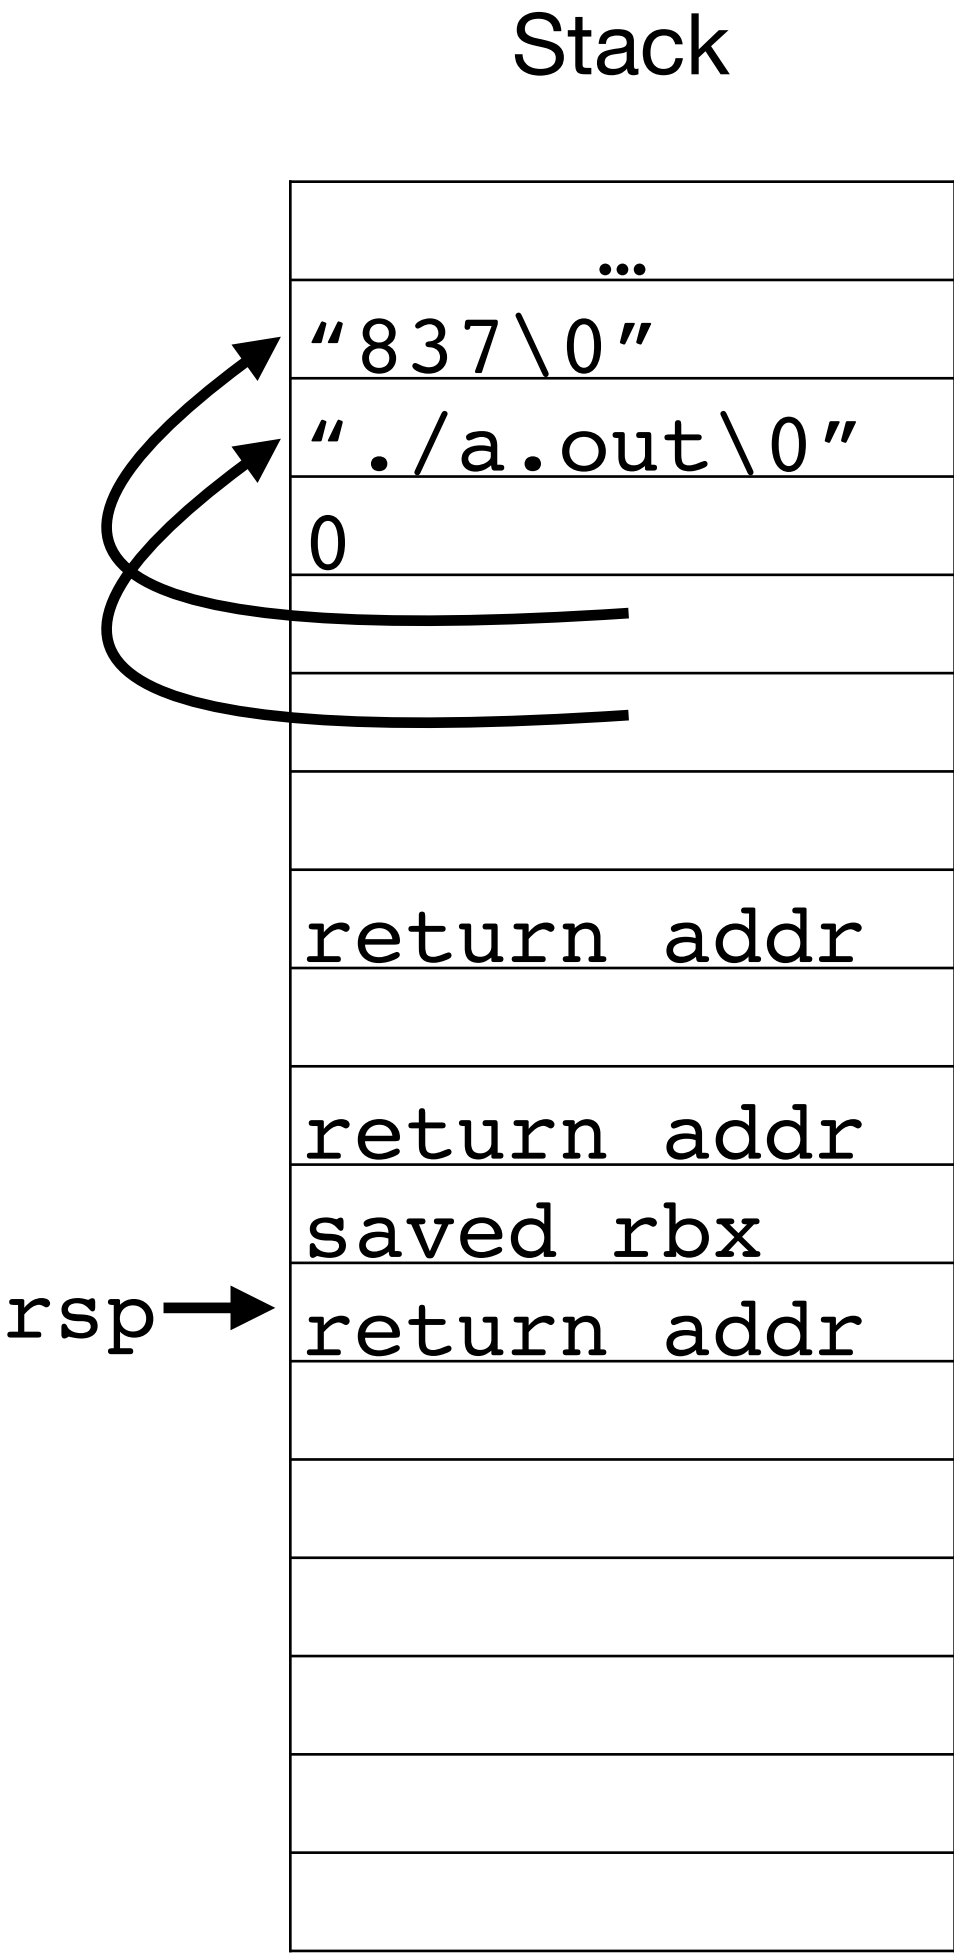 Stack
…
“837\0”
“./a.out\0”
0
return addr
return addr
saved rbx
rsp return addr